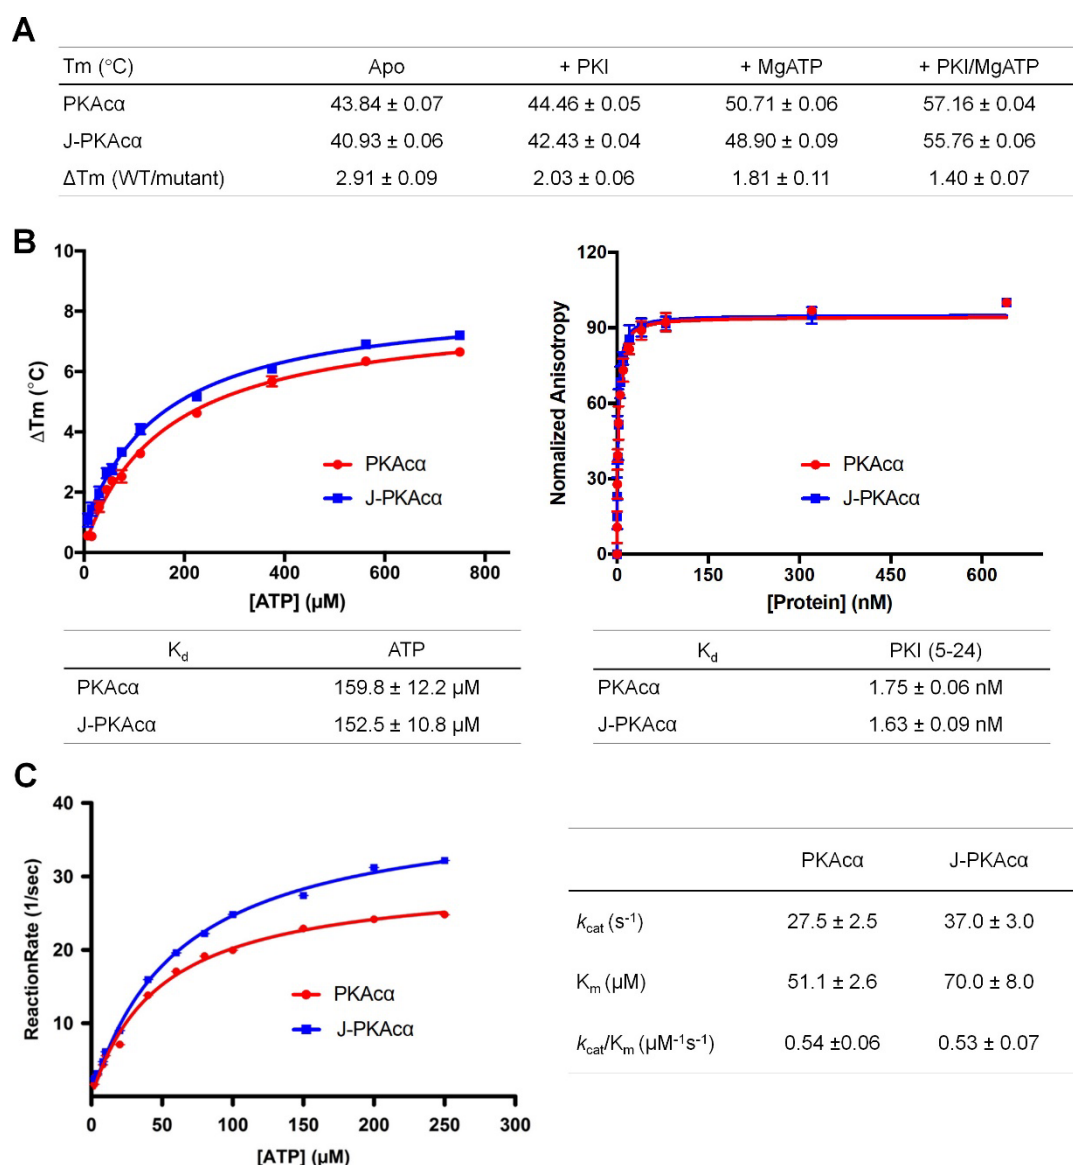 A
Tm (°C) Apo + PKI + MgATP + PKI/MgATP
PKAcα 43.84 ± 0.07 44.46 ± 0.05 50.71 ± 0.06 57.16 ± 0.04
J-PKAcα 40.93 ± 0.06 42.43 ± 0.04 48.90 ± 0.09 55.76 ± 0.06
ΔTm (WT/mutant) 2.91 ± 0.09 2.03 ± 0.06 1.81 ± 0.11 1.40 ± 0.07
B
10
8
6
4
2
0
ΔTm (°C)
PKAcα
J-PKAcα
0 200 400 600 800
[ATP] (µM)
120
90
60
30
0
Nomalized Anisotropy
PKAcα
J-PKAcα
0 150 300 450 600
[Protein] (nM)
Kd ATP
PKAcα 159.8 ± 12.2 µM
J-PKAcα 152.5 ± 10.8 µM
Kd PKI (5-24)
PKAcα 1.75 ± 0.06 nM
J-PKAcα 1.63 ± 0.09 nM
C
40
30
20
10
ReactionRate (1/sec)
PKAcα
J-PKAcα
0 50 100 150 200 250 300
[ATP] (µM)
PKAcα J-PKAcα
kcat (s-1) 27.5 ± 2.5 37.0 ± 3.0
Km (µM) 51.1 ± 2.6 70.0 ± 8.0
kcat/Km (µM-1s-1) 0.54 ±0.06 0.53 ± 0.07